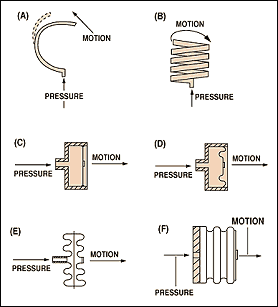 (A)
MOTION
PRESSURE
(B)
MOTION
PRESSURE
(C)
PRESSURE
MOTION
(D)
PRESSURE
MOTION
(E)
PRESSURE
MOTION
(F)
MOTION
PRESSURE